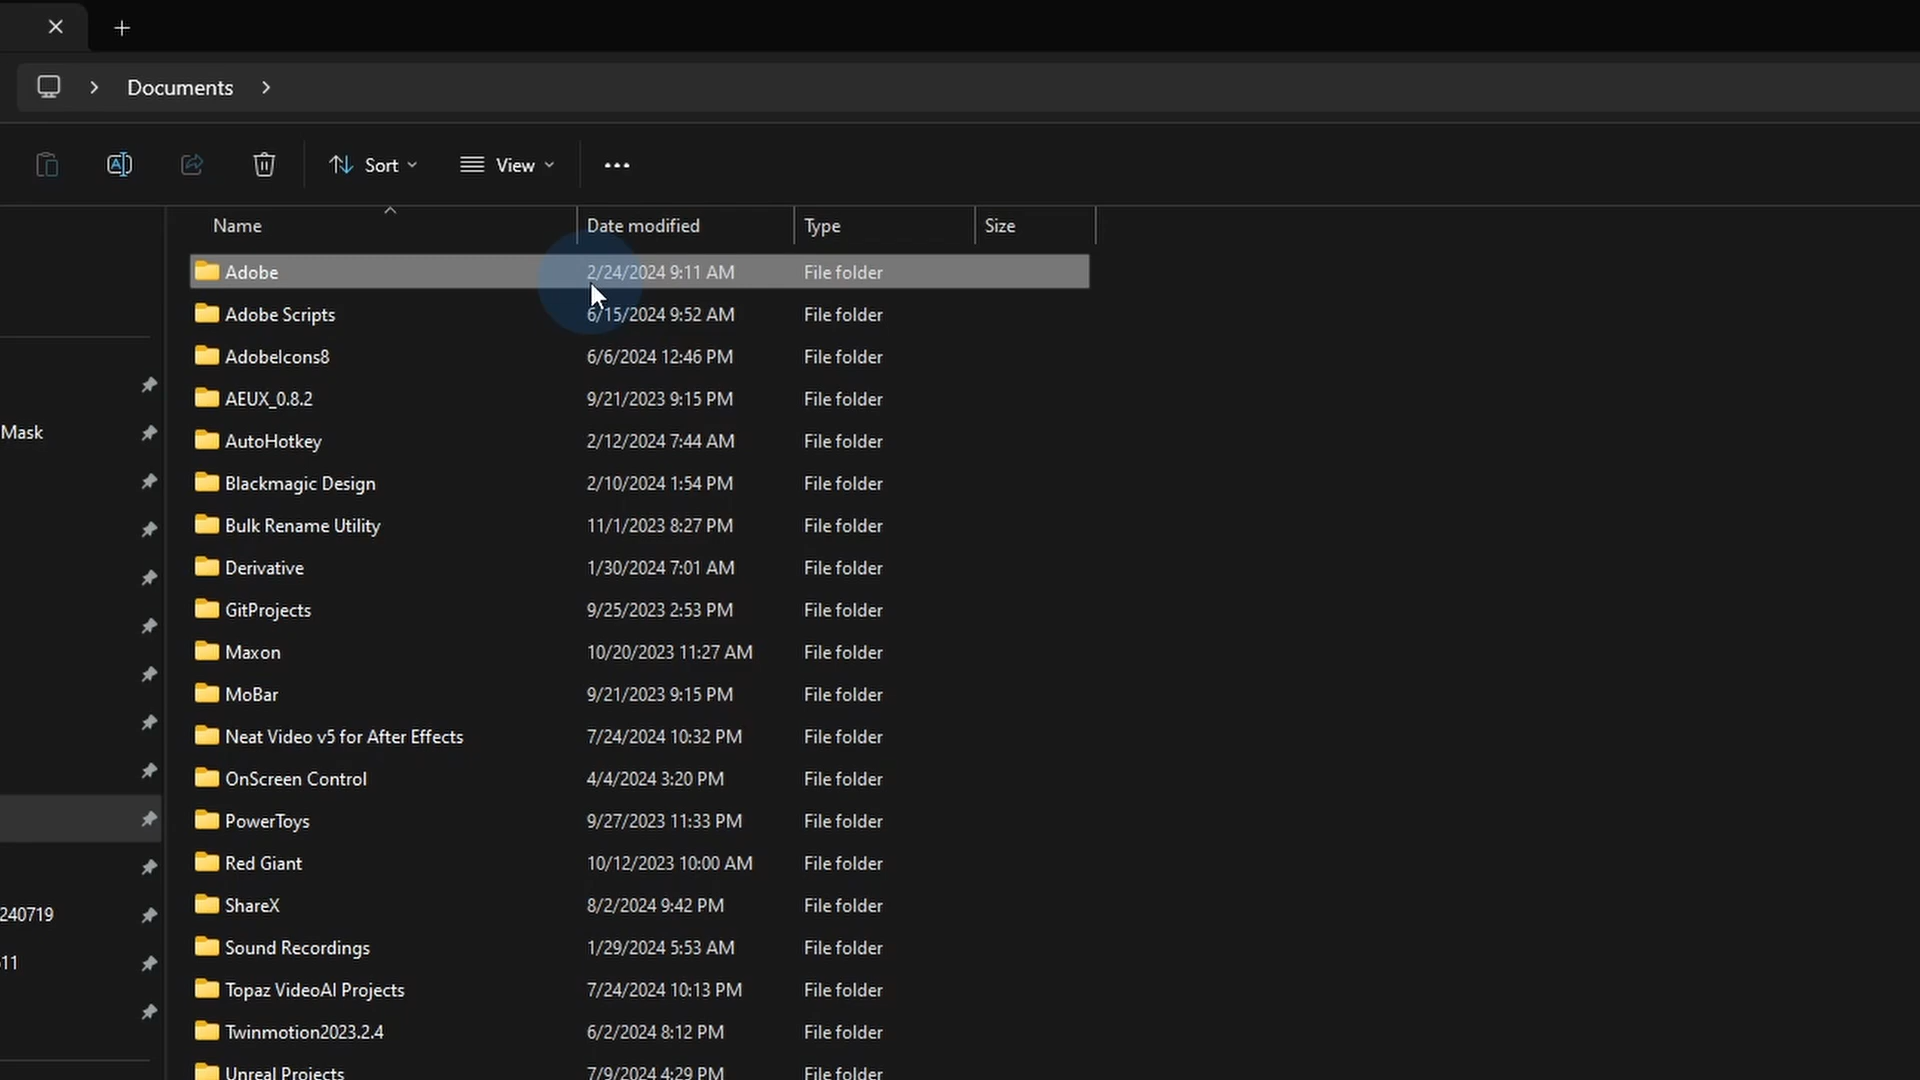 Documents
Sort View
Name Date modified Type Size
Adobe 2/24/2024 9:11 AM File folder
Adobe Scripts 6/15/2024 9:52 AM File folder
AdobeIcons8 6/6/2024 12:46 PM File folder
AEUX_0.8.2 9/21/2023 9:15 PM File folder
Mask
AutoHotkey 2/12/2024 7:44 AM File folder
Blackmagic Design 2/10/2024 1:54 PM File folder
Bulk Rename Utility 11/1/2023 8:27 PM File folder
Derivative 1/30/2024 7:01 AM File folder
GitProjects 9/25/2023 2:53 PM File folder
Maxon 10/20/2023 11:27 AM File folder
MoBar 9/21/2023 9:15 PM File folder
Neat Video v5 for After Effects 7/24/2024 10:32 PM File folder
OnScreen Control 4/4/2024 3:20 PM File folder
PowerToys 9/27/2023 11:33 PM File folder
Red Giant 10/12/2023 10:00 AM File folder
ShareX 8/2/2024 9:42 PM File folder
240719
Sound Recordings 1/29/2024 5:53 AM File folder
11
Topaz VideoAI Projects 7/24/2024 10:13 PM File folder
Twinmotion2023.2.4 6/2/2024 8:12 PM File folder
Unreal Projects 7/9/2024 4:29 PM File folder